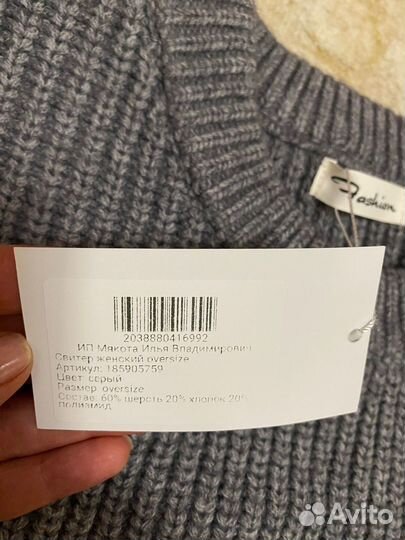 Fashion
2038880416992
ИП Мякота Илья Владимирович
Свитер женский oversize
Артикул: 185905759
Цвет: серый
Размер: oversize
Состав: 60% шерсть 20% хлопок 20%
полиамид
Avito